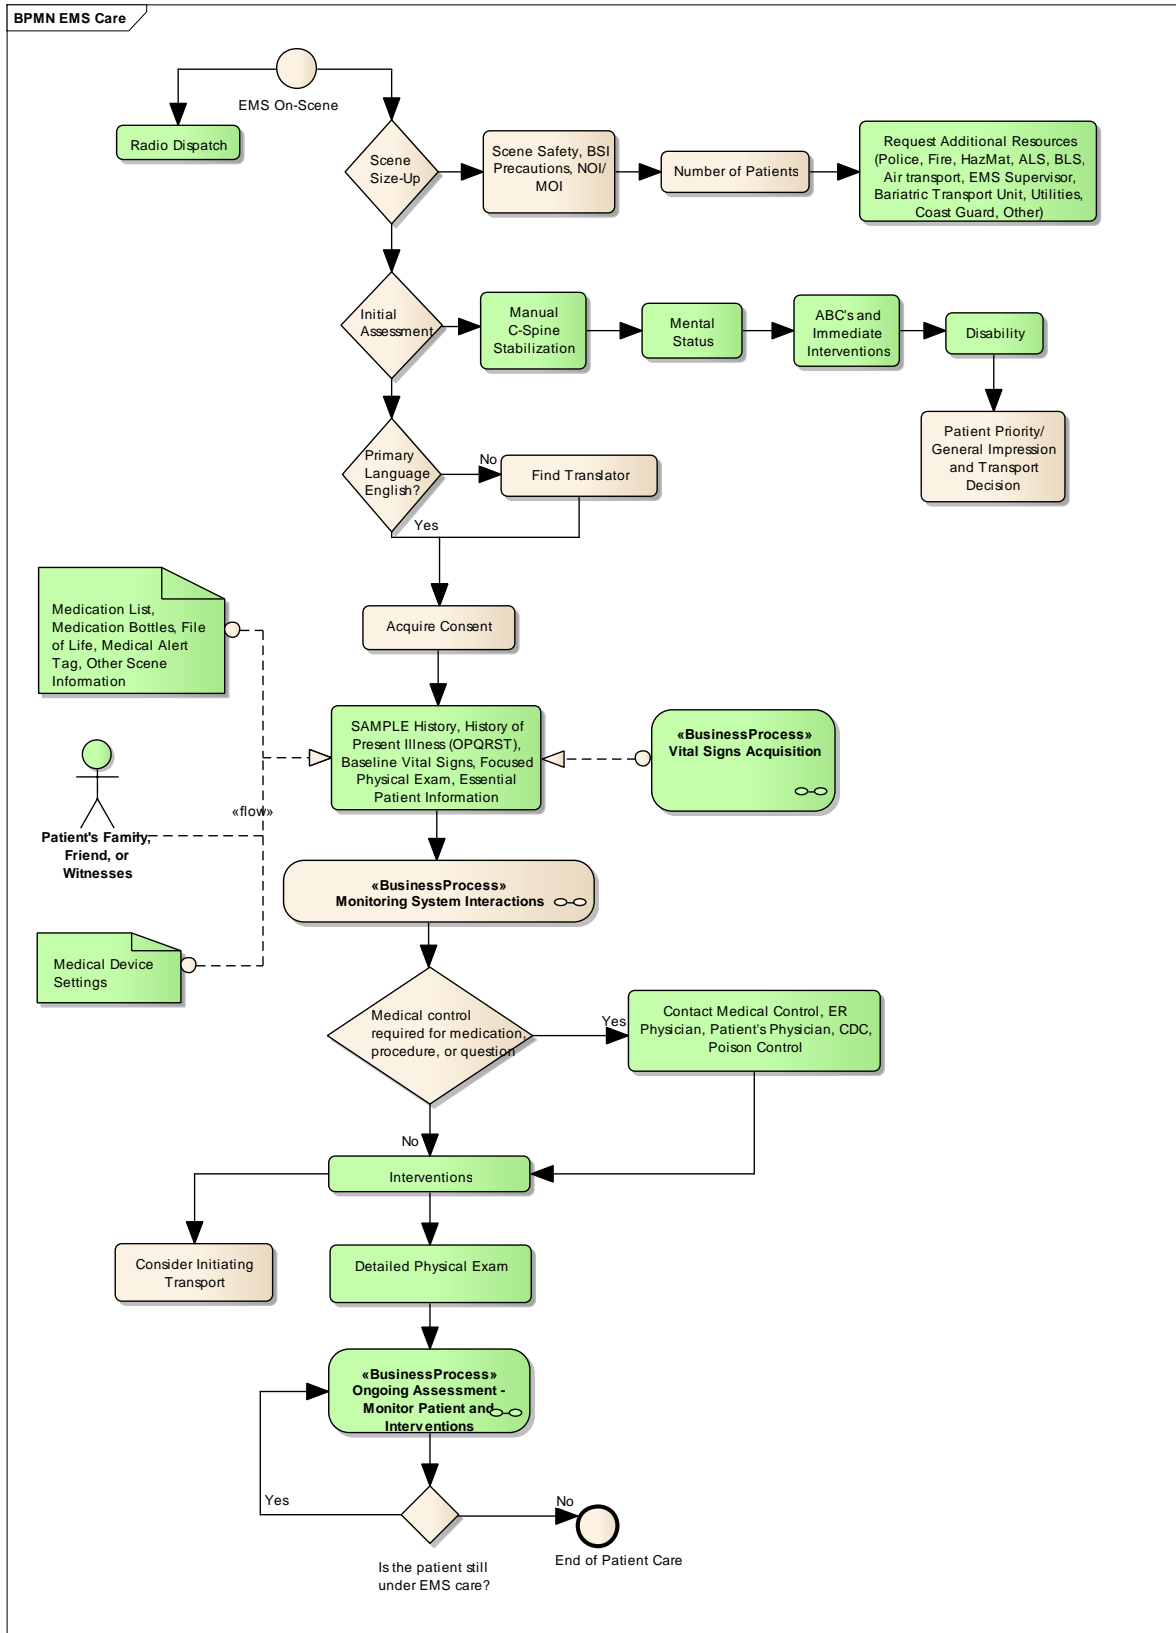 BPMN EMS Care
EMS On-Scene
Radio Dispatch
Scene
Size-Up
Scene Safety, BSI
Precautions, NOI/
MOI
Number of Patients
Request Additional Resources
(Police, Fire, HazMat, ALS, BLS,
Air transport, EMS Supervisor,
Bariatric Transport Unit, Utilities,
Coast Guard, Other)
Initial
Assessment
Manual
C-Spine
Stabilization
Mental
Status
ABC's and
Immediate
Interventions
Disability
Patient Priority/
General Impression
and Transport
Decision
Primary
Language
English?
No
Find Translator
Yes
Acquire Consent
Medication List,
Medication Bottles, File
of Life, Medical Alert
Tag, Other Scene
Information
SAMPLE History, History of
Present Illness (OPQRST),
Baseline Vital Signs, Focused
Physical Exam, Essential
Patient Information
«BusinessProcess»
Vital Signs Acquisition
«flow»
Patient's Family,
Friend, or
Witnesses
«BusinessProcess»
Monitoring System Interactions
Medical Device
Settings
Medical control
required for medication,
procedure, or question
Yes
Contact Medical Control, ER
Physician, Patient's Physician, CDC,
Poison Control
No
Interventions
Consider Initiating
Transport
Detailed Physical Exam
«BusinessProcess»
Ongoing Assessment -
Monitor Patient and
Interventions
Yes
No
End of Patient Care
Is the patient still
under EMS care?